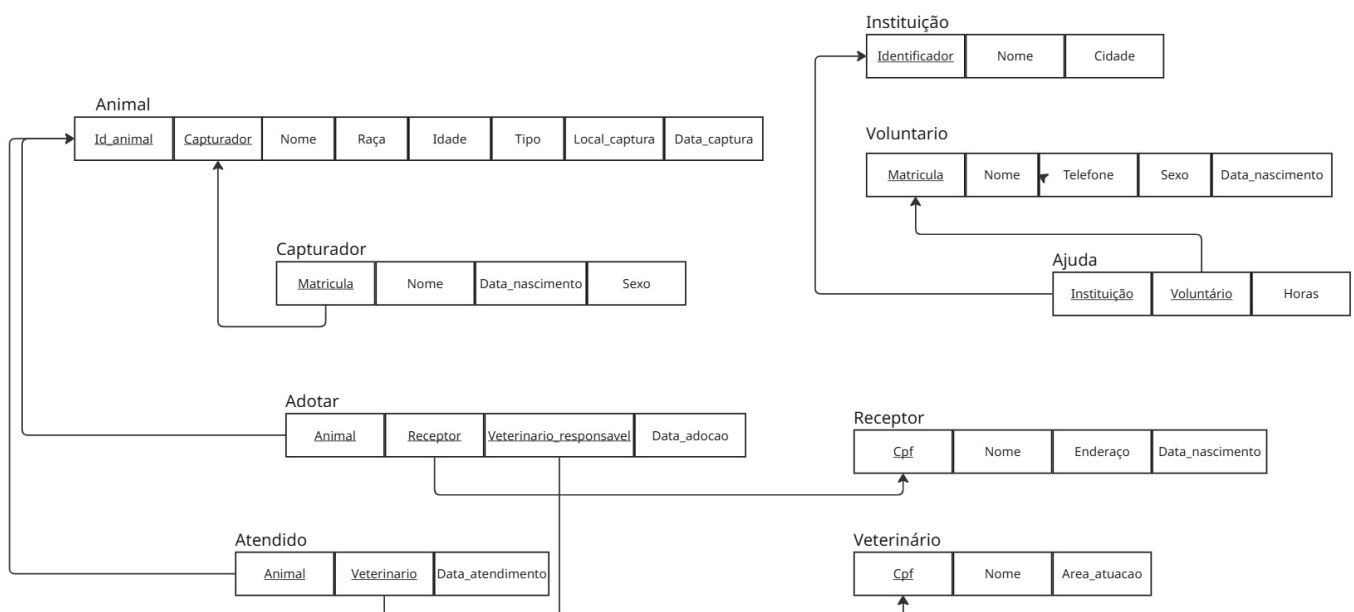 Instituição
Identificador Nome Cidade
Animal
Id_animal Capturador Nome Raça Idade Tipo Local_captura Data_captura
Voluntario
Matricula Nome Telefone Sexo Data_nascimento
Capturador
Matricula Nome Data_nascimento Sexo
Ajuda
Instituição Voluntário Horas
Adotar
Animal Receptor Veterinario_responsavel Data_adocao
Receptor
Cpf Nome Enderaço Data_nascimento
Atendido
Animal Veterinario Data_atendimento
Veterinário
Cpf Nome Area_atuacao